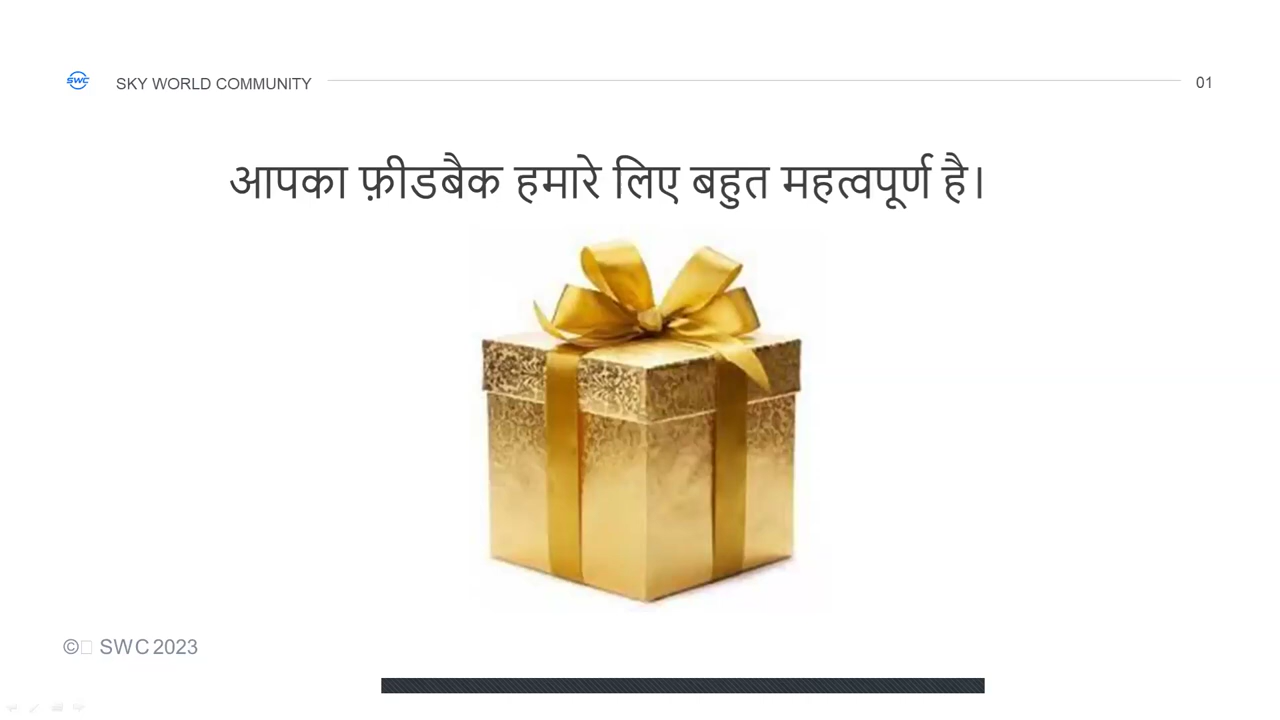 SWC
SKY WORLD COMMUNITY
01
आपका फ़ीडबैक हमारे लिए बहुत महत्वपूर्ण है।
© SWC 2023